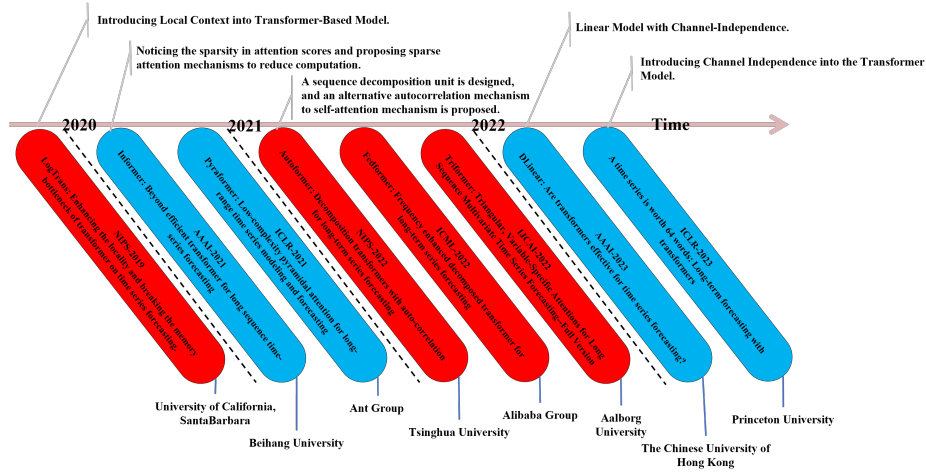 Introducing Local Context into Transformer-Based Model.
Noticing the sparsity in attention scores and proposing sparse
attention mechanisms to reduce computation.
A sequence decomposition unit is designed,
and an alternative autocorrelation mechanism
to self-attention mechanism is proposed.
Linear Model with Channel-Independence.
Introducing Channel Independence into the Transformer
Model.
2020
2021
2022
Time
NIPS-2019
LogTrans: Enhancing the locality and breaking the memory
bottleneck of transformer on time series forecasting.
AAAI-2021
Informer: Beyond efficient transformer for long sequence time-
series forecasting
ICLR-2021
Pyraformer: Low-complexity pyramidal attention for long-
range time series modeling and forecasting
NIPS-2022
Autoformer: Decomposition transformers with auto-correlation
for long-term series forecasting
ICML-2022
Fedformer: Frequency enhanced decomposed transformer for
long-term series forecasting
IJCAI-2022
Triformer: Triangular, Variable-Specific Attentions for Long
Sequence Multivariate Time Series Forecasting--Full Version
AAAI-2023
DLinear: Are transformers effective for time series forecasting?
ICLR-2023
A time series is worth 64 words: Long-term forecasting with
transformers
University of California,
SantaBarbara
Beihang University
Ant Group
Tsinghua University
Alibaba Group
Aalborg
University
The Chinese University of
Hong Kong
Princeton University